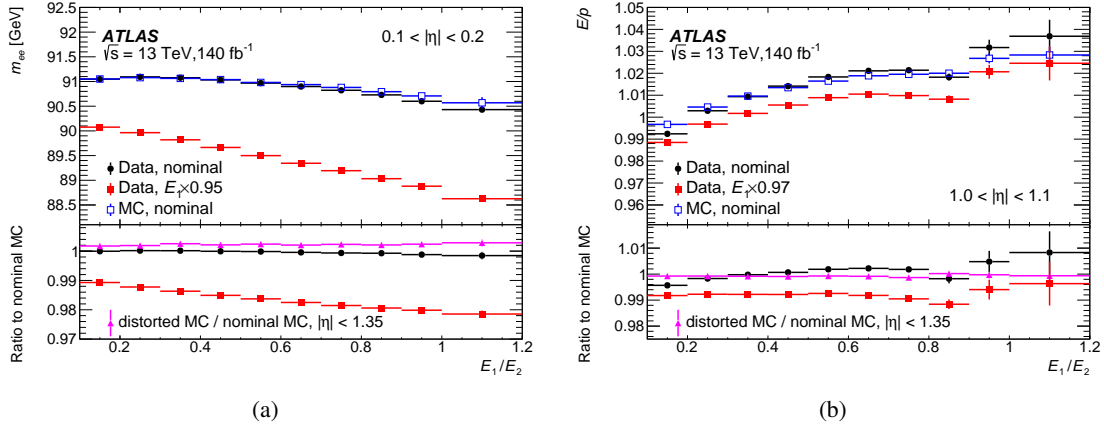 m_ee [GeV]
92
91.5
91
90.5
90
89.5
89
88.5
ATLAS
√s = 13 TeV,140 fb⁻¹
0.1 < |η| < 0.2
Data, nominal
Data, E₁×0.95
MC, nominal
Ratio to nominal MC
1
0.99
0.98
0.97
distorted MC / nominal MC, |η| < 1.35
0.2 0.4 0.6 0.8 1 1.2
E₁/E₂
(a)
E/p
1.05
1.04
1.03
1.02
1.01
1
0.99
0.98
0.97
0.96
ATLAS
√s = 13 TeV,140 fb⁻¹
Data, nominal
Data, E₁×0.97
MC, nominal
1.0 < |η| < 1.1
Ratio to nominal MC
1.01
1
0.99
0.98
distorted MC / nominal MC, |η| < 1.35
0.2 0.4 0.6 0.8 1 1.2
E₁/E₂
(b)